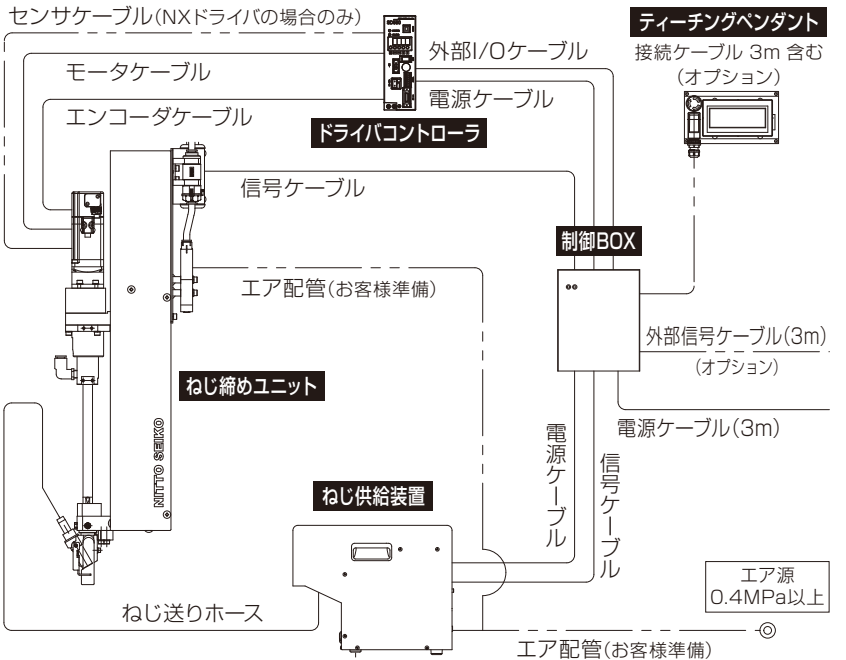 センサケーブル(NXドライバの場合のみ)
モータケーブル
エンコーダケーブル
外部I/Oケーブル
電源ケーブル
ドライバコントローラ
ティーチングペンダント
接続ケーブル 3m 含む
(オプション)
信号ケーブル
制御BOX
エア配管(お客様準備)
外部信号ケーブル(3m)
(オプション)
ねじ締めユニット
NITTO SEIKO
電源ケーブル(3m)
電源ケーブル
信号ケーブル
ねじ供給装置
エア源
0.4MPa以上
ねじ送りホース
エア配管(お客様準備)